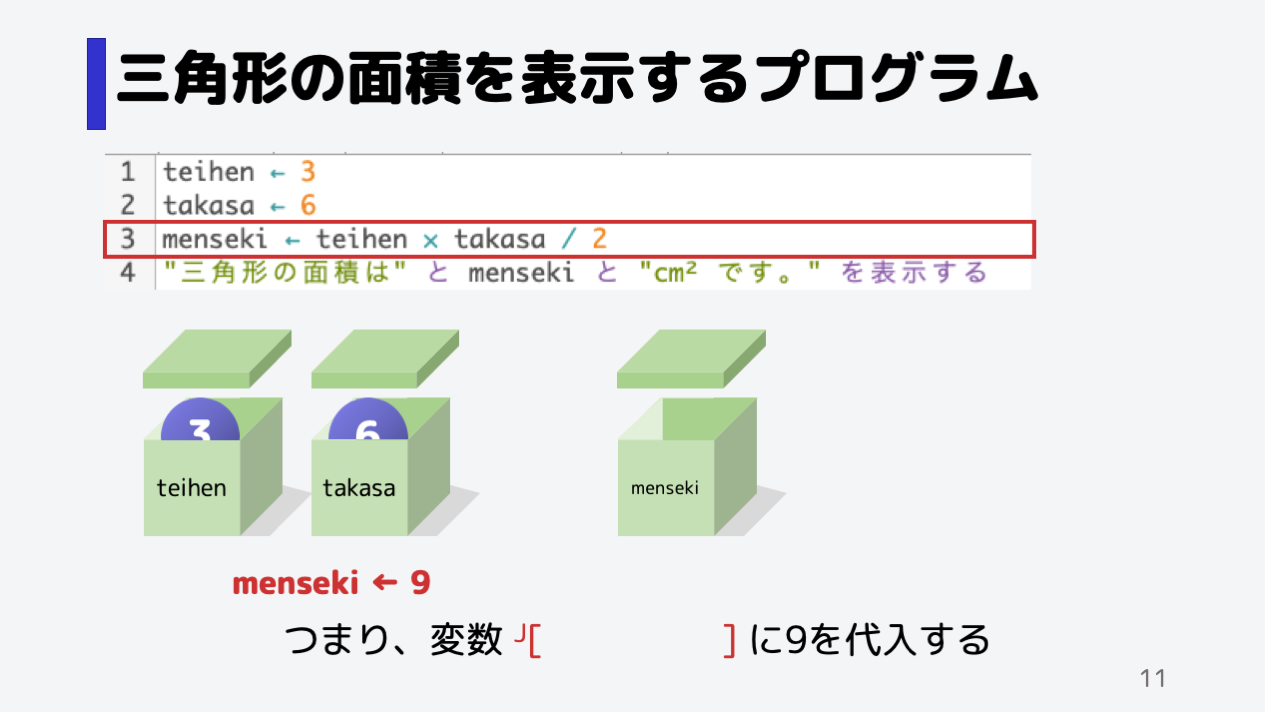 三角形の面積を表示するプログラム
1 teihen ← 3
2 takasa ← 6
3 menseki ← teihen × takasa / 2
4 "三角形の面積は" と menseki と "cm² です。" を表示する
3 6
teihen takasa menseki
menseki ← 9
つまり、変数 ｣[ ] に9を代入する
11